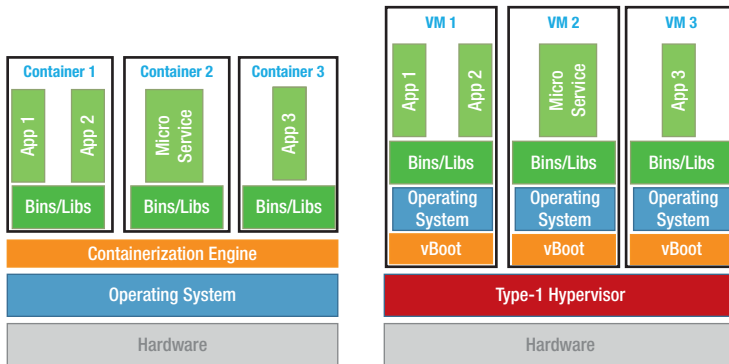 Container 1
App 1
App 2
Bins/Libs
Container 2
Micro
Service
Bins/Libs
Container 3
App 3
Bins/Libs
Containerization Engine
Operating System
Hardware
VM 1
App 1
App 2
Bins/Libs
Operating
System
vBoot
VM 2
Micro
Service
Bins/Libs
Operating
System
vBoot
VM 3
App 3
Bins/Libs
Operating
System
vBoot
Type-1 Hypervisor
Hardware